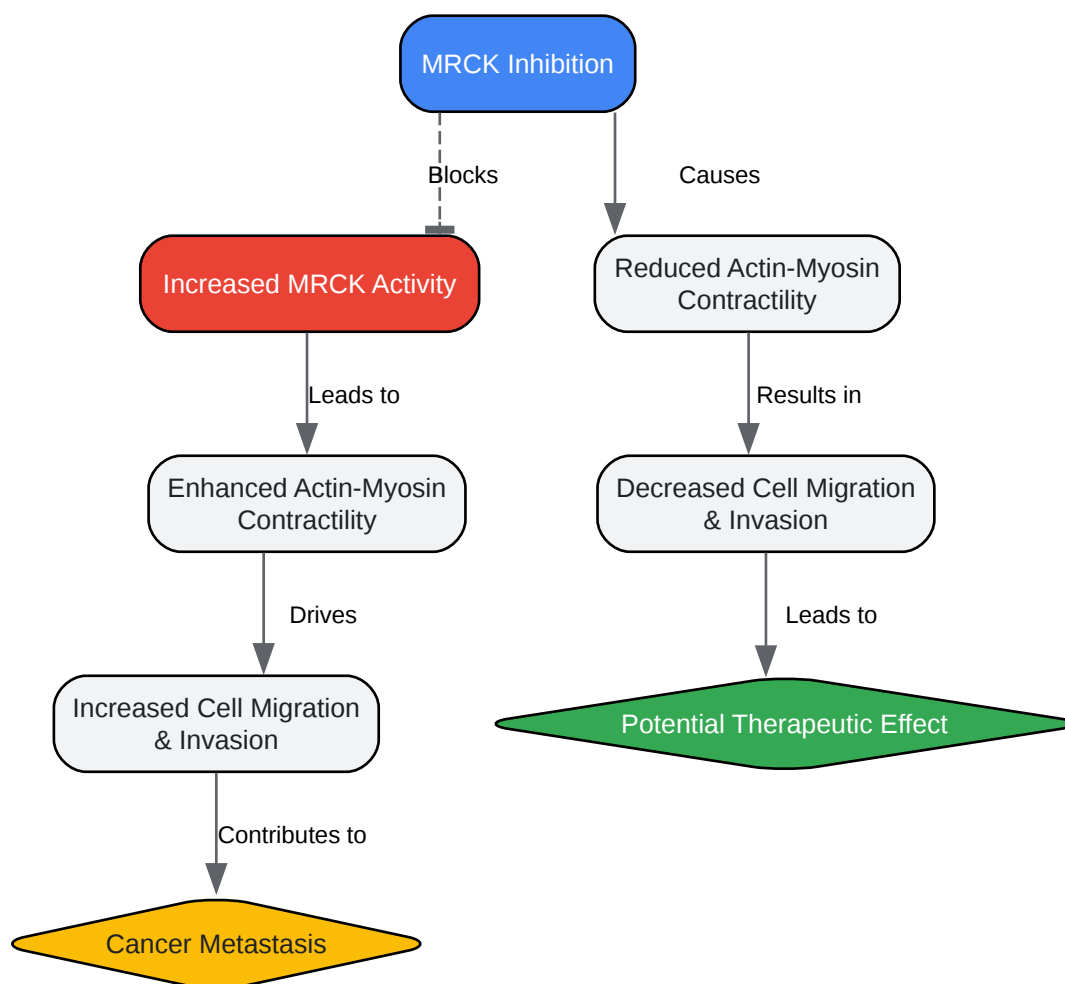 MRCK Inhibition
Blocks
Causes
Increased MRCK Activity
Reduced Actin-Myosin
Contractility
Leads to
Results in
Enhanced Actin-Myosin
Contractility
Decreased Cell Migration
& Invasion
Drives
Leads to
Increased Cell Migration
& Invasion
Potential Therapeutic Effect
Contributes to
Cancer Metastasis